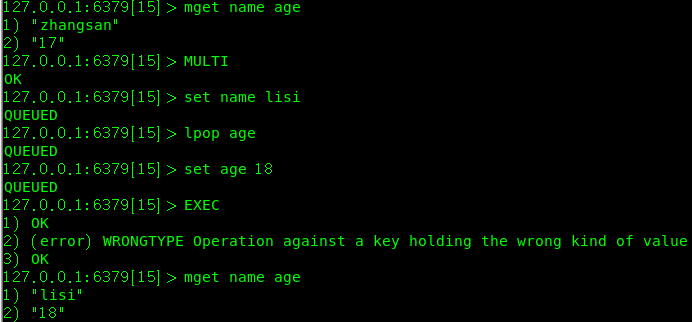 127.0.0.1:6379[15]> mget name age
1) "zhangsan"
2) "17"
127.0.0.1:6379[15]> MULTI
OK
127.0.0.1:6379[15]> set name lisi
QUEUED
127.0.0.1:6379[15]> lpop age
QUEUED
127.0.0.1:6379[15]> set age 18
QUEUED
127.0.0.1:6379[15]> EXEC
1) OK
2) (error) WRONGTYPE Operation against a key holding the wrong kind of value
3) OK
127.0.0.1:6379[15]> mget name age
1) "lisi"
2) "18"